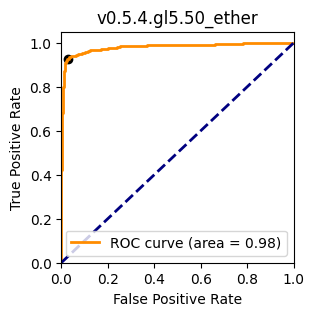 v0.5.4.gl5.50_ether
True Positive Rate
1.0
0.8
0.6
0.4
0.2
0.0
ROC curve (area = 0.98)
0.0 0.2 0.4 0.6 0.8 1.0
False Positive Rate